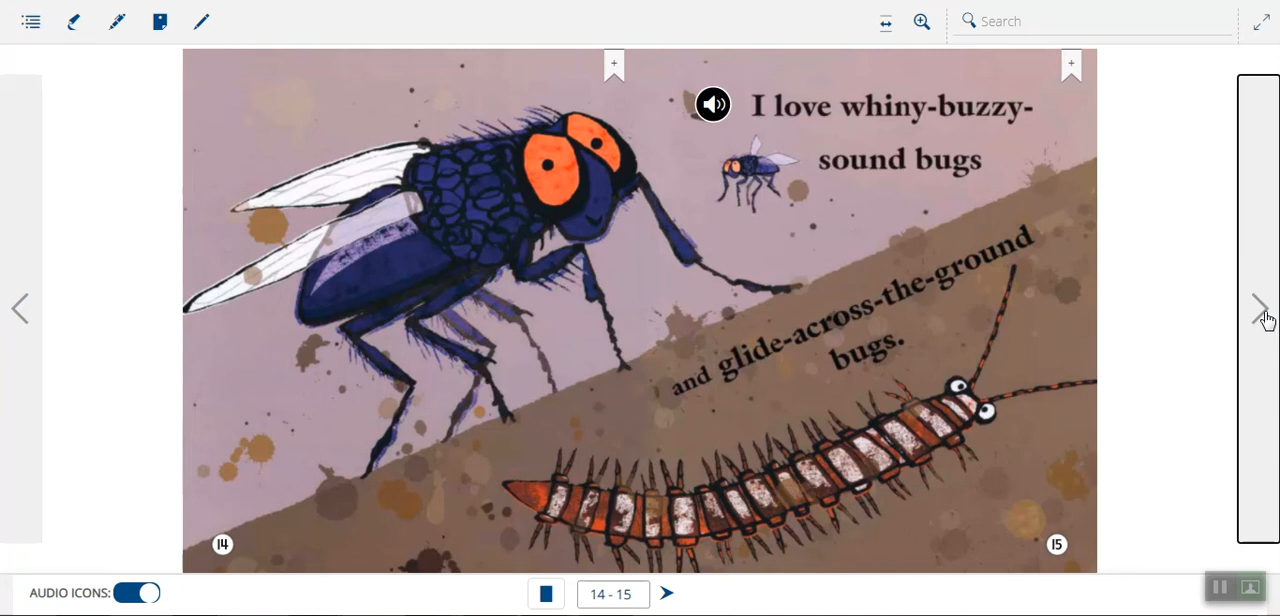 Search
+
+
I love whiny-buzzy-
sound bugs
and glide-across-the-ground
bugs.
14
15
AUDIO ICONS:
14 - 15